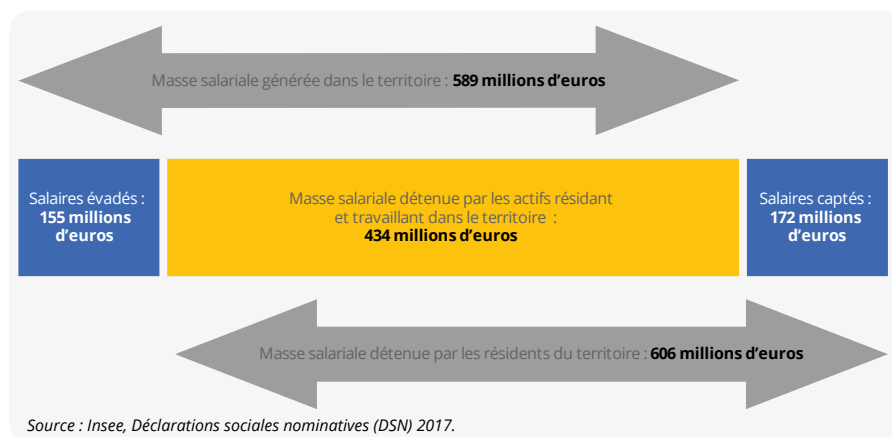 Masse salariale générée dans le territoire : 589 millions d’euros
Salaires évadés :
155 millions
d’euros
Masse salariale détenue par les actifs résidant
et travaillant dans le territoire :
434 millions d’euros
Salaires captés :
172 millions
d’euros
Masse salariale détenue par les résidents du territoire : 606 millions d’euros
Source : Insee, Déclarations sociales nominatives (DSN) 2017.